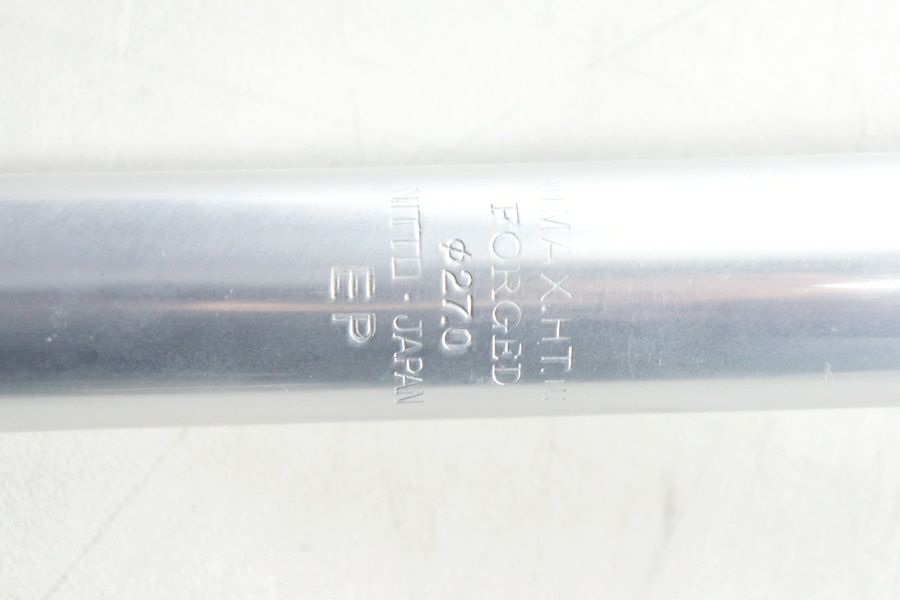 MAX.HT.
FORGED
φ27.0
NITTO . JAPAN
EP